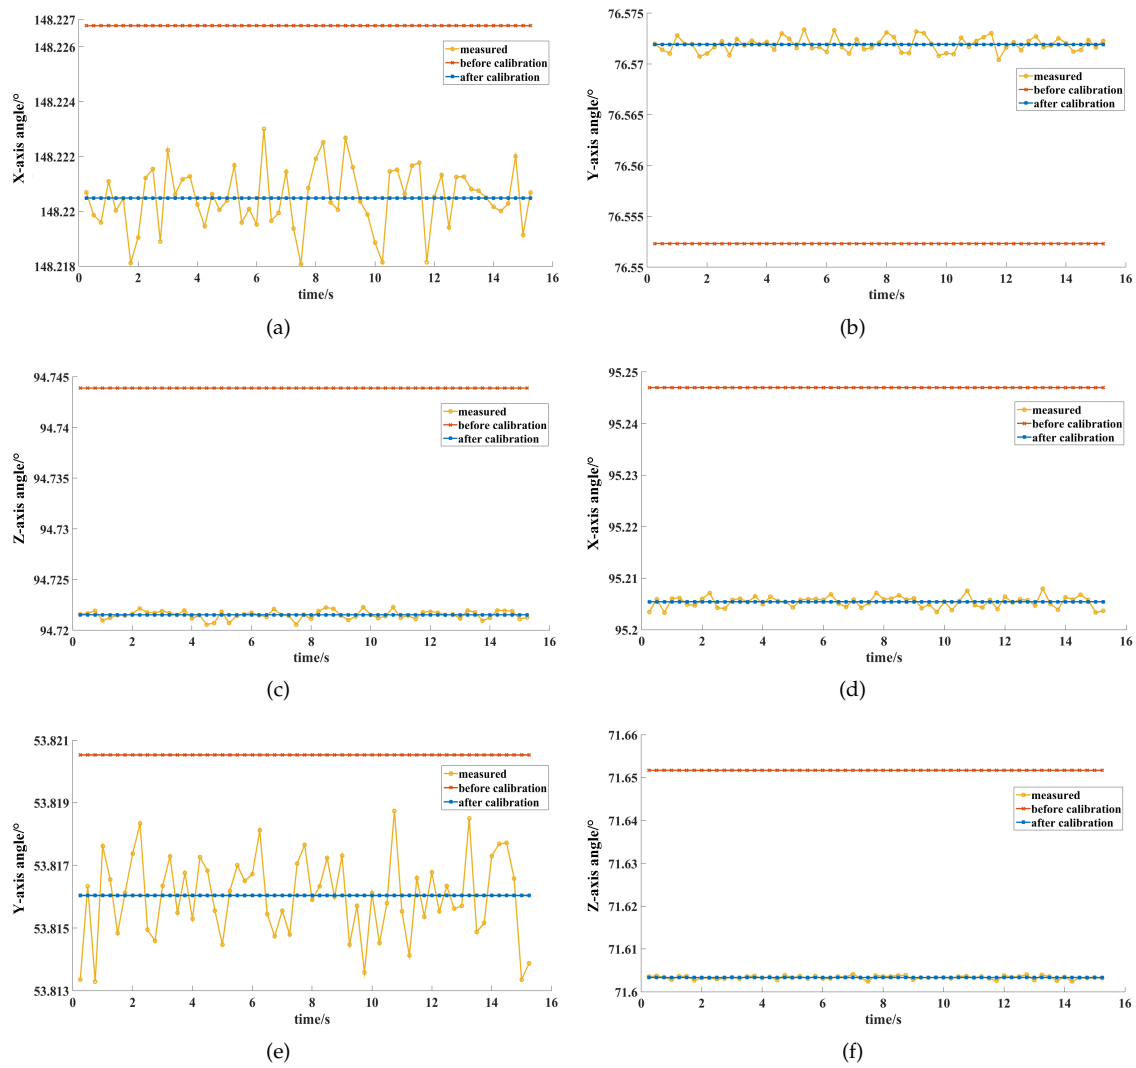 148.227
148.226
148.224
148.222
148.22
148.218
X-axis angle/°
measured
before calibration
after calibration
0 2 4 6 8 10 12 14 16
time/s
(a)
76.575
76.57
76.565
76.56
76.555
76.55
Y-axis angle/°
measured
before calibration
after calibration
0 2 4 6 8 10 12 14 16
time/s
(b)
94.745
94.74
94.735
94.73
94.725
94.72
Z-axis angle/°
measured
before calibration
after calibration
0 2 4 6 8 10 12 14 16
time/s
(c)
95.25
95.24
95.23
95.22
95.21
95.2
X-axis angle/°
measured
before calibration
after calibration
0 2 4 6 8 10 12 14 16
time/s
(d)
53.821
53.819
53.817
53.815
53.813
Y-axis angle/°
measured
before calibration
after calibration
0 2 4 6 8 10 12 14 16
time/s
(e)
71.66
71.65
71.64
71.63
71.62
71.61
71.6
Z-axis angle/°
measured
before calibration
after calibration
0 2 4 6 8 10 12 14 16
time/s
(f)